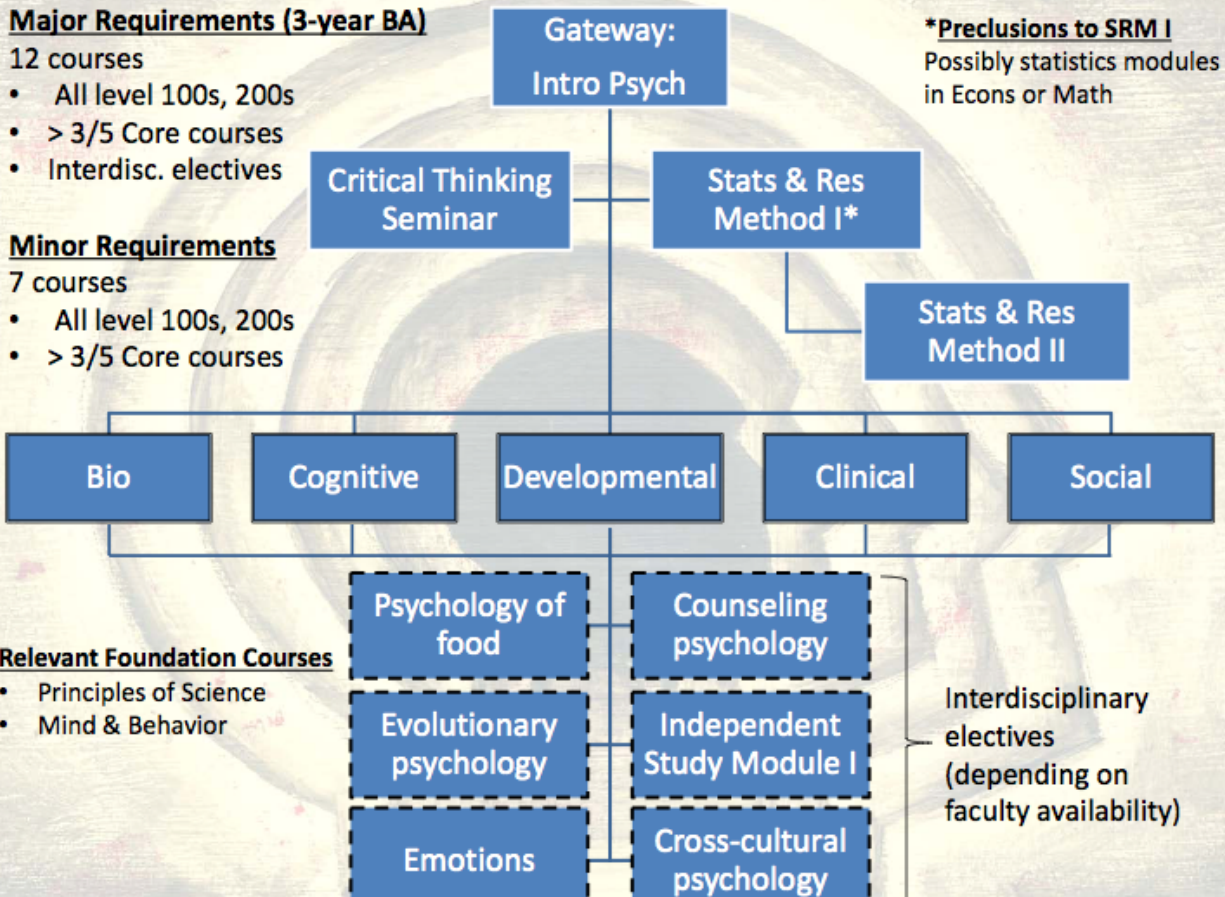 Major Requirements (3-year BA)
12 courses
• All level 100s, 200s
• > 3/5 Core courses
• Interdisc. electives
Minor Requirements
7 courses
• All level 100s, 200s
• > 3/5 Core courses
Gateway:
Intro Psych
*Preclusions to SRM I
Possibly statistics modules
in Econs or Math
Critical Thinking
Seminar
Stats & Res
Method I*
Stats & Res
Method II
Bio
Cognitive
Developmental
Clinical
Social
Relevant Foundation Courses
• Principles of Science
• Mind & Behavior
Psychology of
food
Counseling
psychology
Evolutionary
psychology
Independent
Study Module I
Emotions
Cross-cultural
psychology
Interdisciplinary
electives
(depending on
faculty availability)